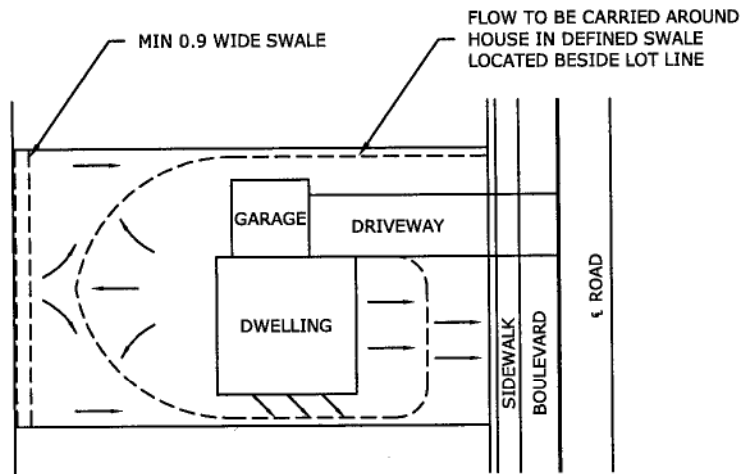 FLOW TO BE CARRIED AROUND
HOUSE IN DEFINED SWALE
LOCATED BESIDE LOT LINE
MIN 0.9 WIDE SWALE
GARAGE
DRIVEWAY
DWELLING
SIDEWALK
BOULEVARD
℄ ROAD